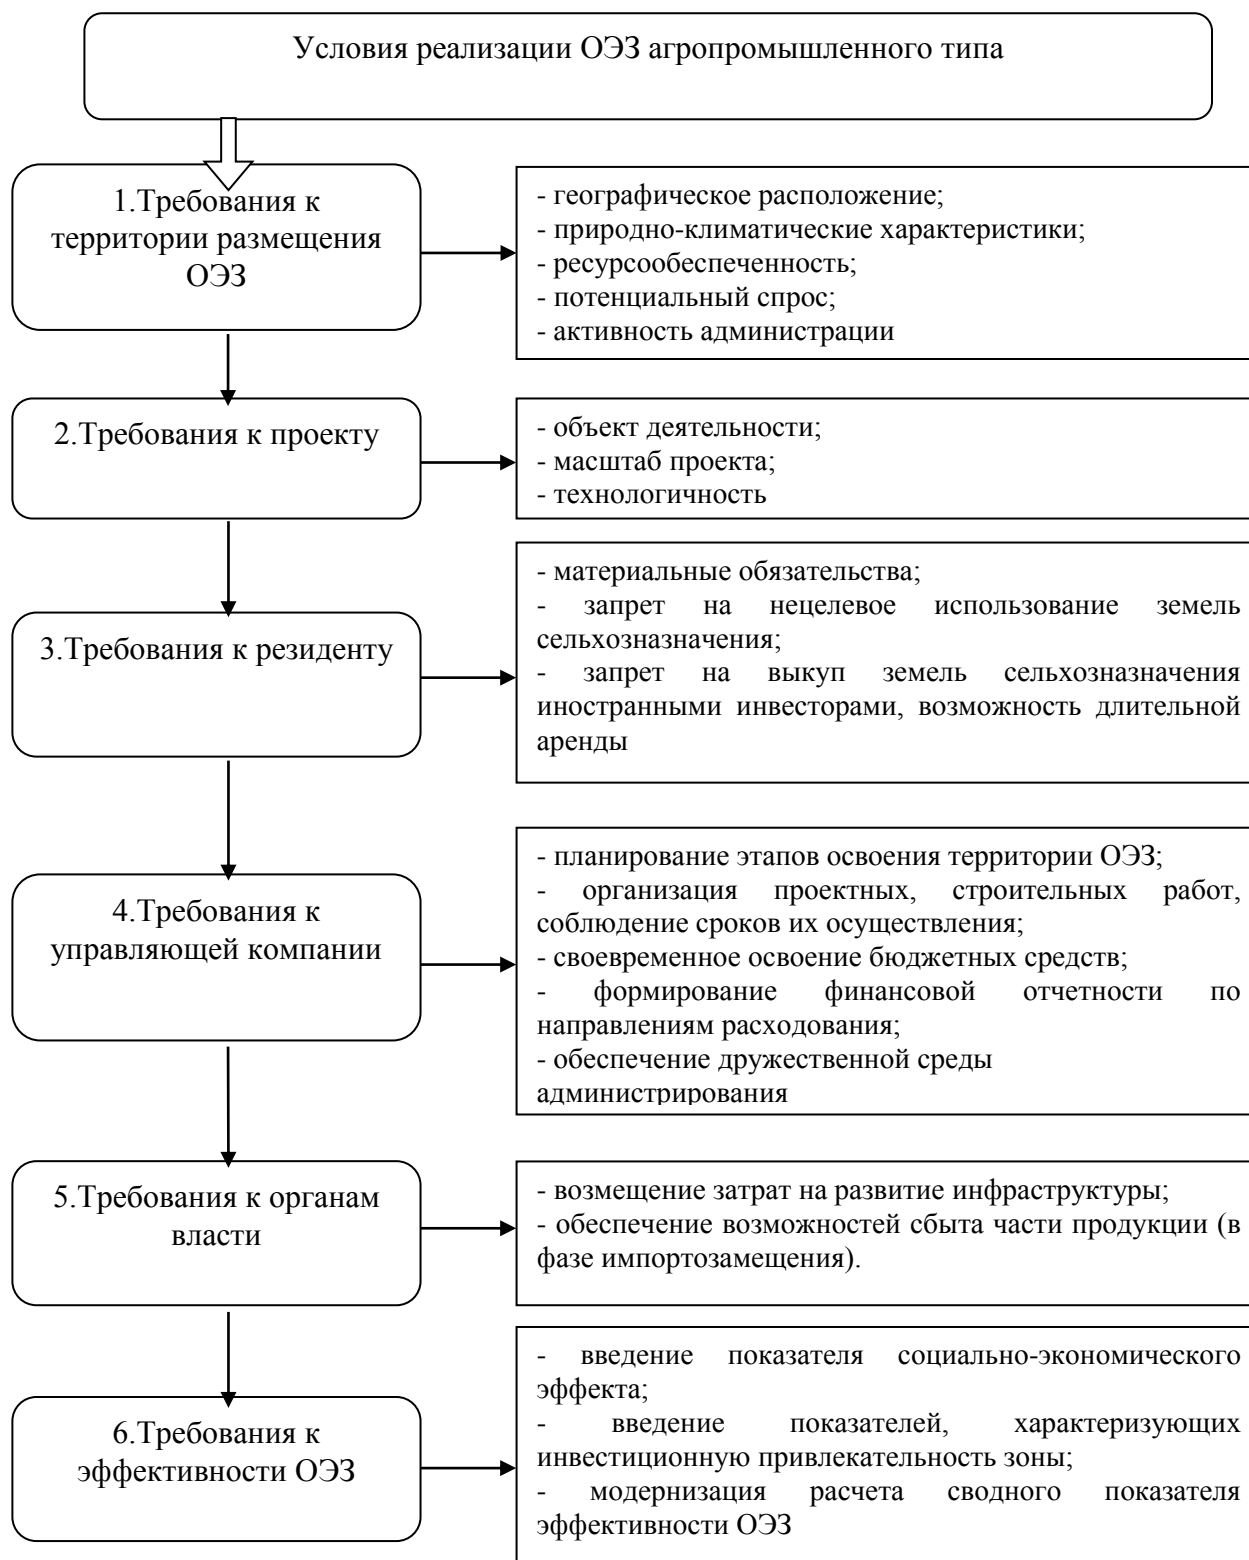 Условия реализации ОЭЗ агропромышленного типа
1.Требования к
территории размещения
ОЭЗ
- географическое расположение;
- природно-климатические характеристики;
- ресурсообеспеченность;
- потенциальный спрос;
- активность администрации
2.Требования к проекту
- объект деятельности;
- масштаб проекта;
- технологичность
3.Требования к резиденту
- материальные обязательства;
- запрет на нецелевое использование земель
сельхозназначения;
- запрет на выкуп земель сельхозназначения
иностранными инвесторами, возможность длительной
аренды
4.Требования к
управляющей компании
- планирование этапов освоения территории ОЭЗ;
- организация проектных, строительных работ,
соблюдение сроков их осуществления;
- своевременное освоение бюджетных средств;
- формирование финансовой отчетности по
направлениям расходования;
- обеспечение дружественной среды
администрирования
5.Требования к органам
власти
- возмещение затрат на развитие инфраструктуры;
- обеспечение возможностей сбыта части продукции (в
фазе импортозамещения).
6.Требования к
эффективности ОЭЗ
- введение показателя социально-экономического
эффекта;
- введение показателей, характеризующих
инвестиционную привлекательность зоны;
- модернизация расчета сводного показателя
эффективности ОЭЗ